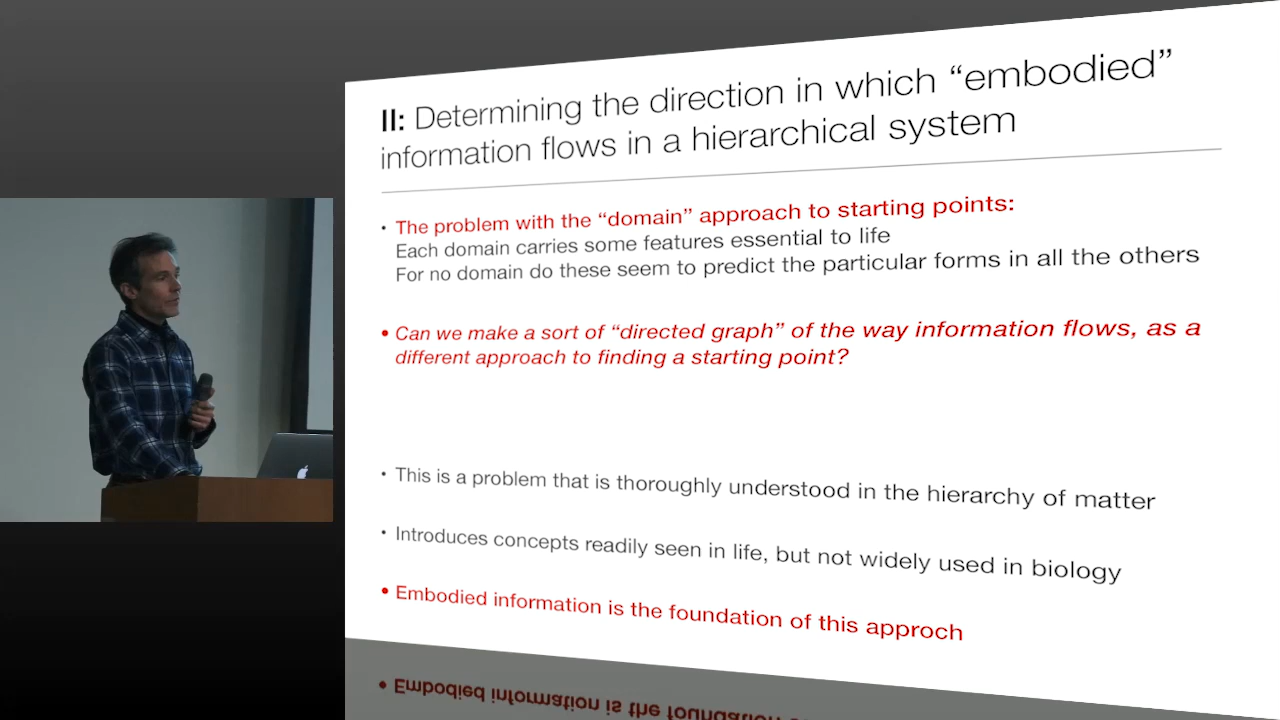 II: Determining the direction in which “embodied”
information flows in a hierarchical system
• The problem with the “domain” approach to starting points:
Each domain carries some features essential to life
For no domain do these seem to predict the particular forms in all the others
• Can we make a sort of “directed graph” of the way information flows, as a
different approach to finding a starting point?
• This is a problem that is thoroughly understood in the hierarchy of matter
• Introduces concepts readily seen in life, but not widely used in biology
• Embodied information is the foundation of this approch
• Embodied information is the foundation